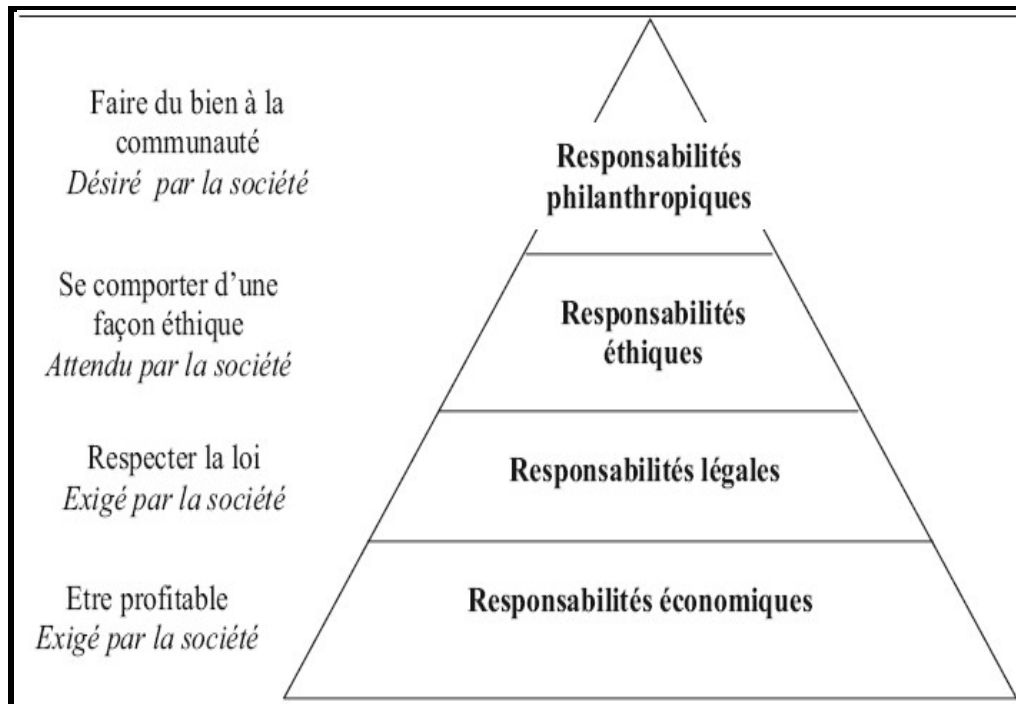 Faire du bien à la
communauté
Désiré par la société
Responsabilités
philanthropiques
Se comporter d'une
façon éthique
Attendu par la société
Responsabilités
éthiques
Respecter la loi
Exigé par la société
Responsabilités légales
Etre profitable
Exigé par la société
Responsabilités économiques